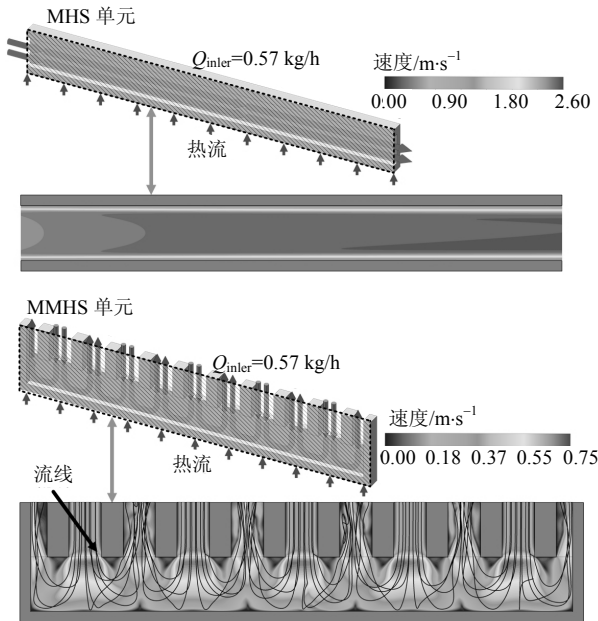 MHS 单元
Qinler=0.57 kg/h
速度/m·s−1
0.00 0.90 1.80 2.60
热流
MMHS 单元
Qinler=0.57 kg/h
速度/m·s−1
0.00 0.18 0.37 0.55 0.75
热流
流线